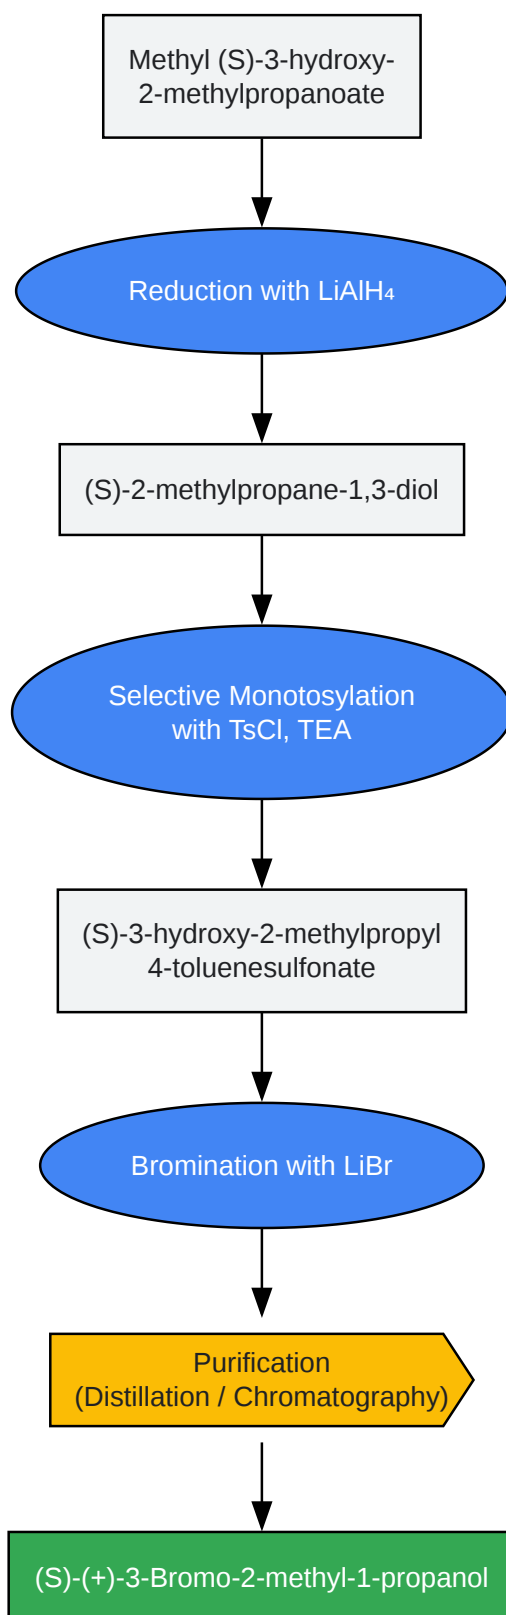 Methyl (S)-3-hydroxy-
2-methylpropanoate
Reduction with LiAlH₄
(S)-2-methylpropane-1,3-diol
Selective Monotosylation
with TsCl, TEA
(S)-3-hydroxy-2-methylpropyl
4-toluenesulfonate
Bromination with LiBr
Purification
(Distillation / Chromatography)
(S)-(+)-3-Bromo-2-methyl-1-propanol